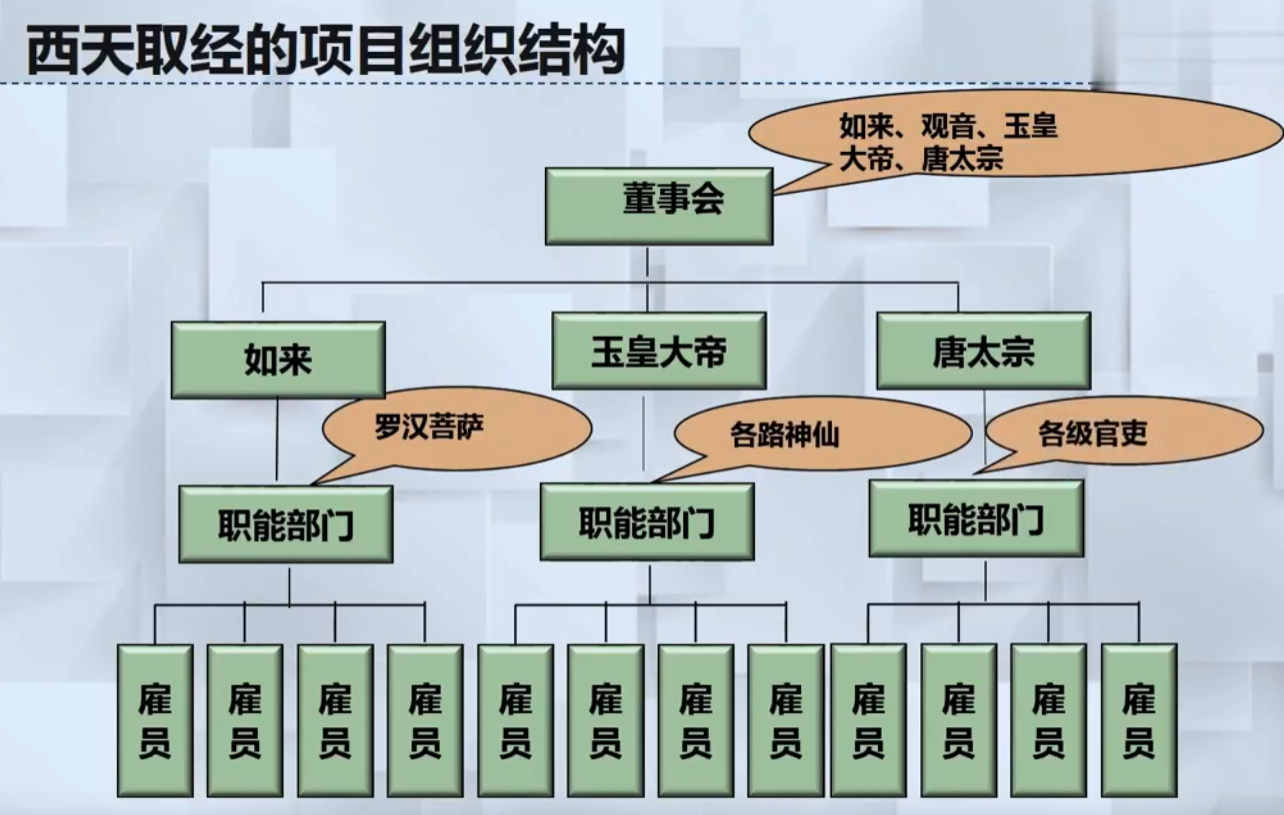 西天取经的项目组织结构
如来、观音、玉皇
大帝、唐太宗
董事会
如来
玉皇大帝
唐太宗
罗汉菩萨
各路神仙
各级官吏
职能部门
职能部门
职能部门
雇员
雇员
雇员
雇员
雇员
雇员
雇员
雇员
雇员
雇员
雇员
雇员